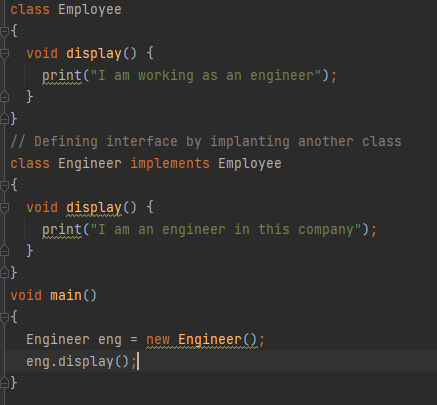 class Employee
{
  void display() {
    print("I am working as an engineer");
  }
}
// Defining interface by implanting another class
class Engineer implements Employee
{
  void display() {
    print("I am an engineer in this company");
  }
}
void main()
{
  Engineer eng = new Engineer();
  eng.display();
}